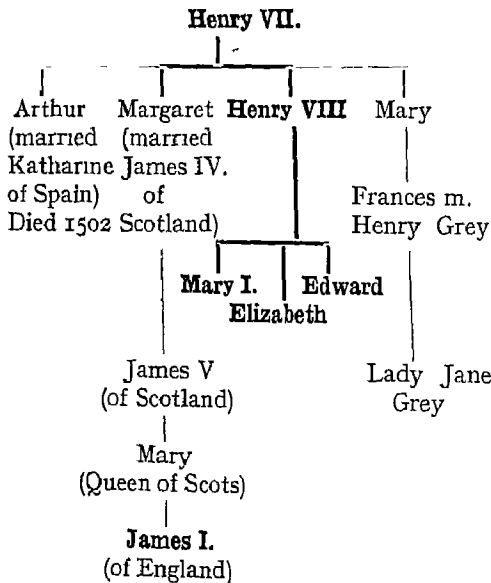 Henry VII.
Arthur Margaret Henry VIII Mary
(married (married
Katharine James IV.
of Spain) of Frances m.
Died 1502 Scotland) Henry Grey
Mary I. Edward
Elizabeth
James V Lady Jane
(of Scotland) Grey
Mary
(Queen of Scots)
James I.
(of England)